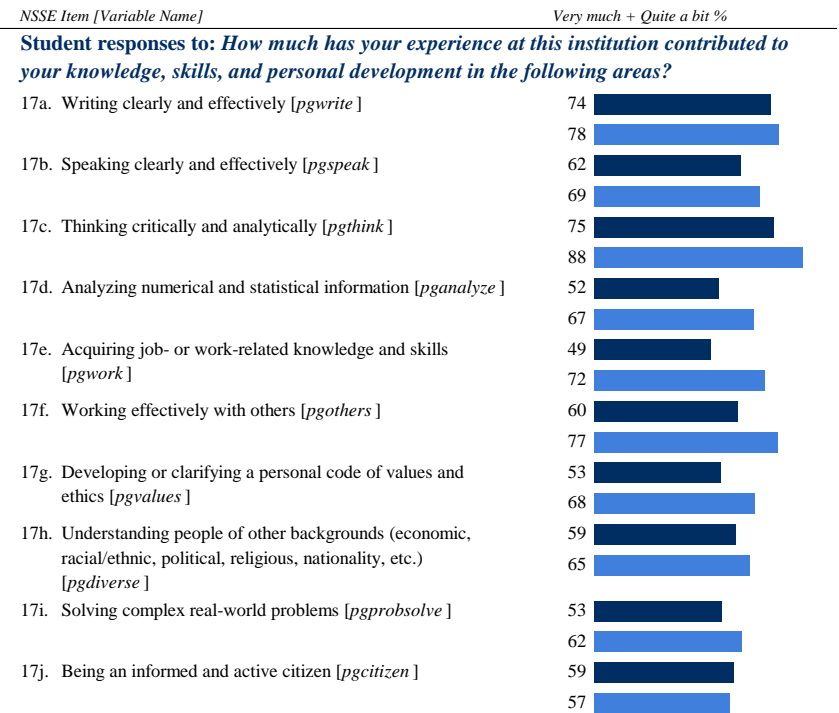 NSSE Item [Variable Name] Very much + Quite a bit %
Student responses to: How much has your experience at this institution contributed to
your knowledge, skills, and personal development in the following areas?
17a. Writing clearly and effectively [pgwrite ] 74
78
17b. Speaking clearly and effectively [pgspeak ] 62
69
17c. Thinking critically and analytically [pgthink ] 75
88
17d. Analyzing numerical and statistical information [pganalyze ] 52
67
17e. Acquiring job- or work-related knowledge and skills 49
[pgwork ] 72
17f. Working effectively with others [pgothers ] 60
77
17g. Developing or clarifying a personal code of values and 53
ethics [pgvalues ] 68
17h. Understanding people of other backgrounds (economic, 59
racial/ethnic, political, religious, nationality, etc.) 65
[pgdiverse ]
17i. Solving complex real-world problems [pgprobsolve ] 53
62
17j. Being an informed and active citizen [pgcitizen ] 59
57